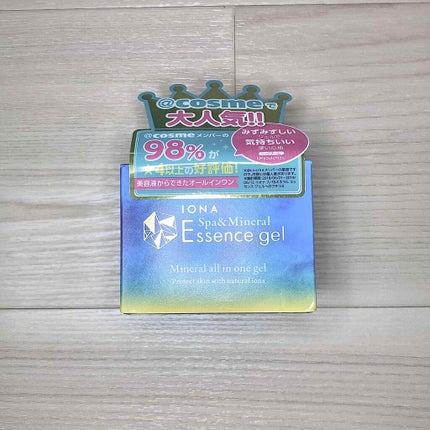 @cosmeで
大人気!!
@cosmeメンバーの
98%が
★4以上の好評価!
美容液からできたオールインワン
みずみずしい
気持ちいい
IONA
Spa&Mineral
Essence gel
Mineral all in one gel
Protect skin with natural ions